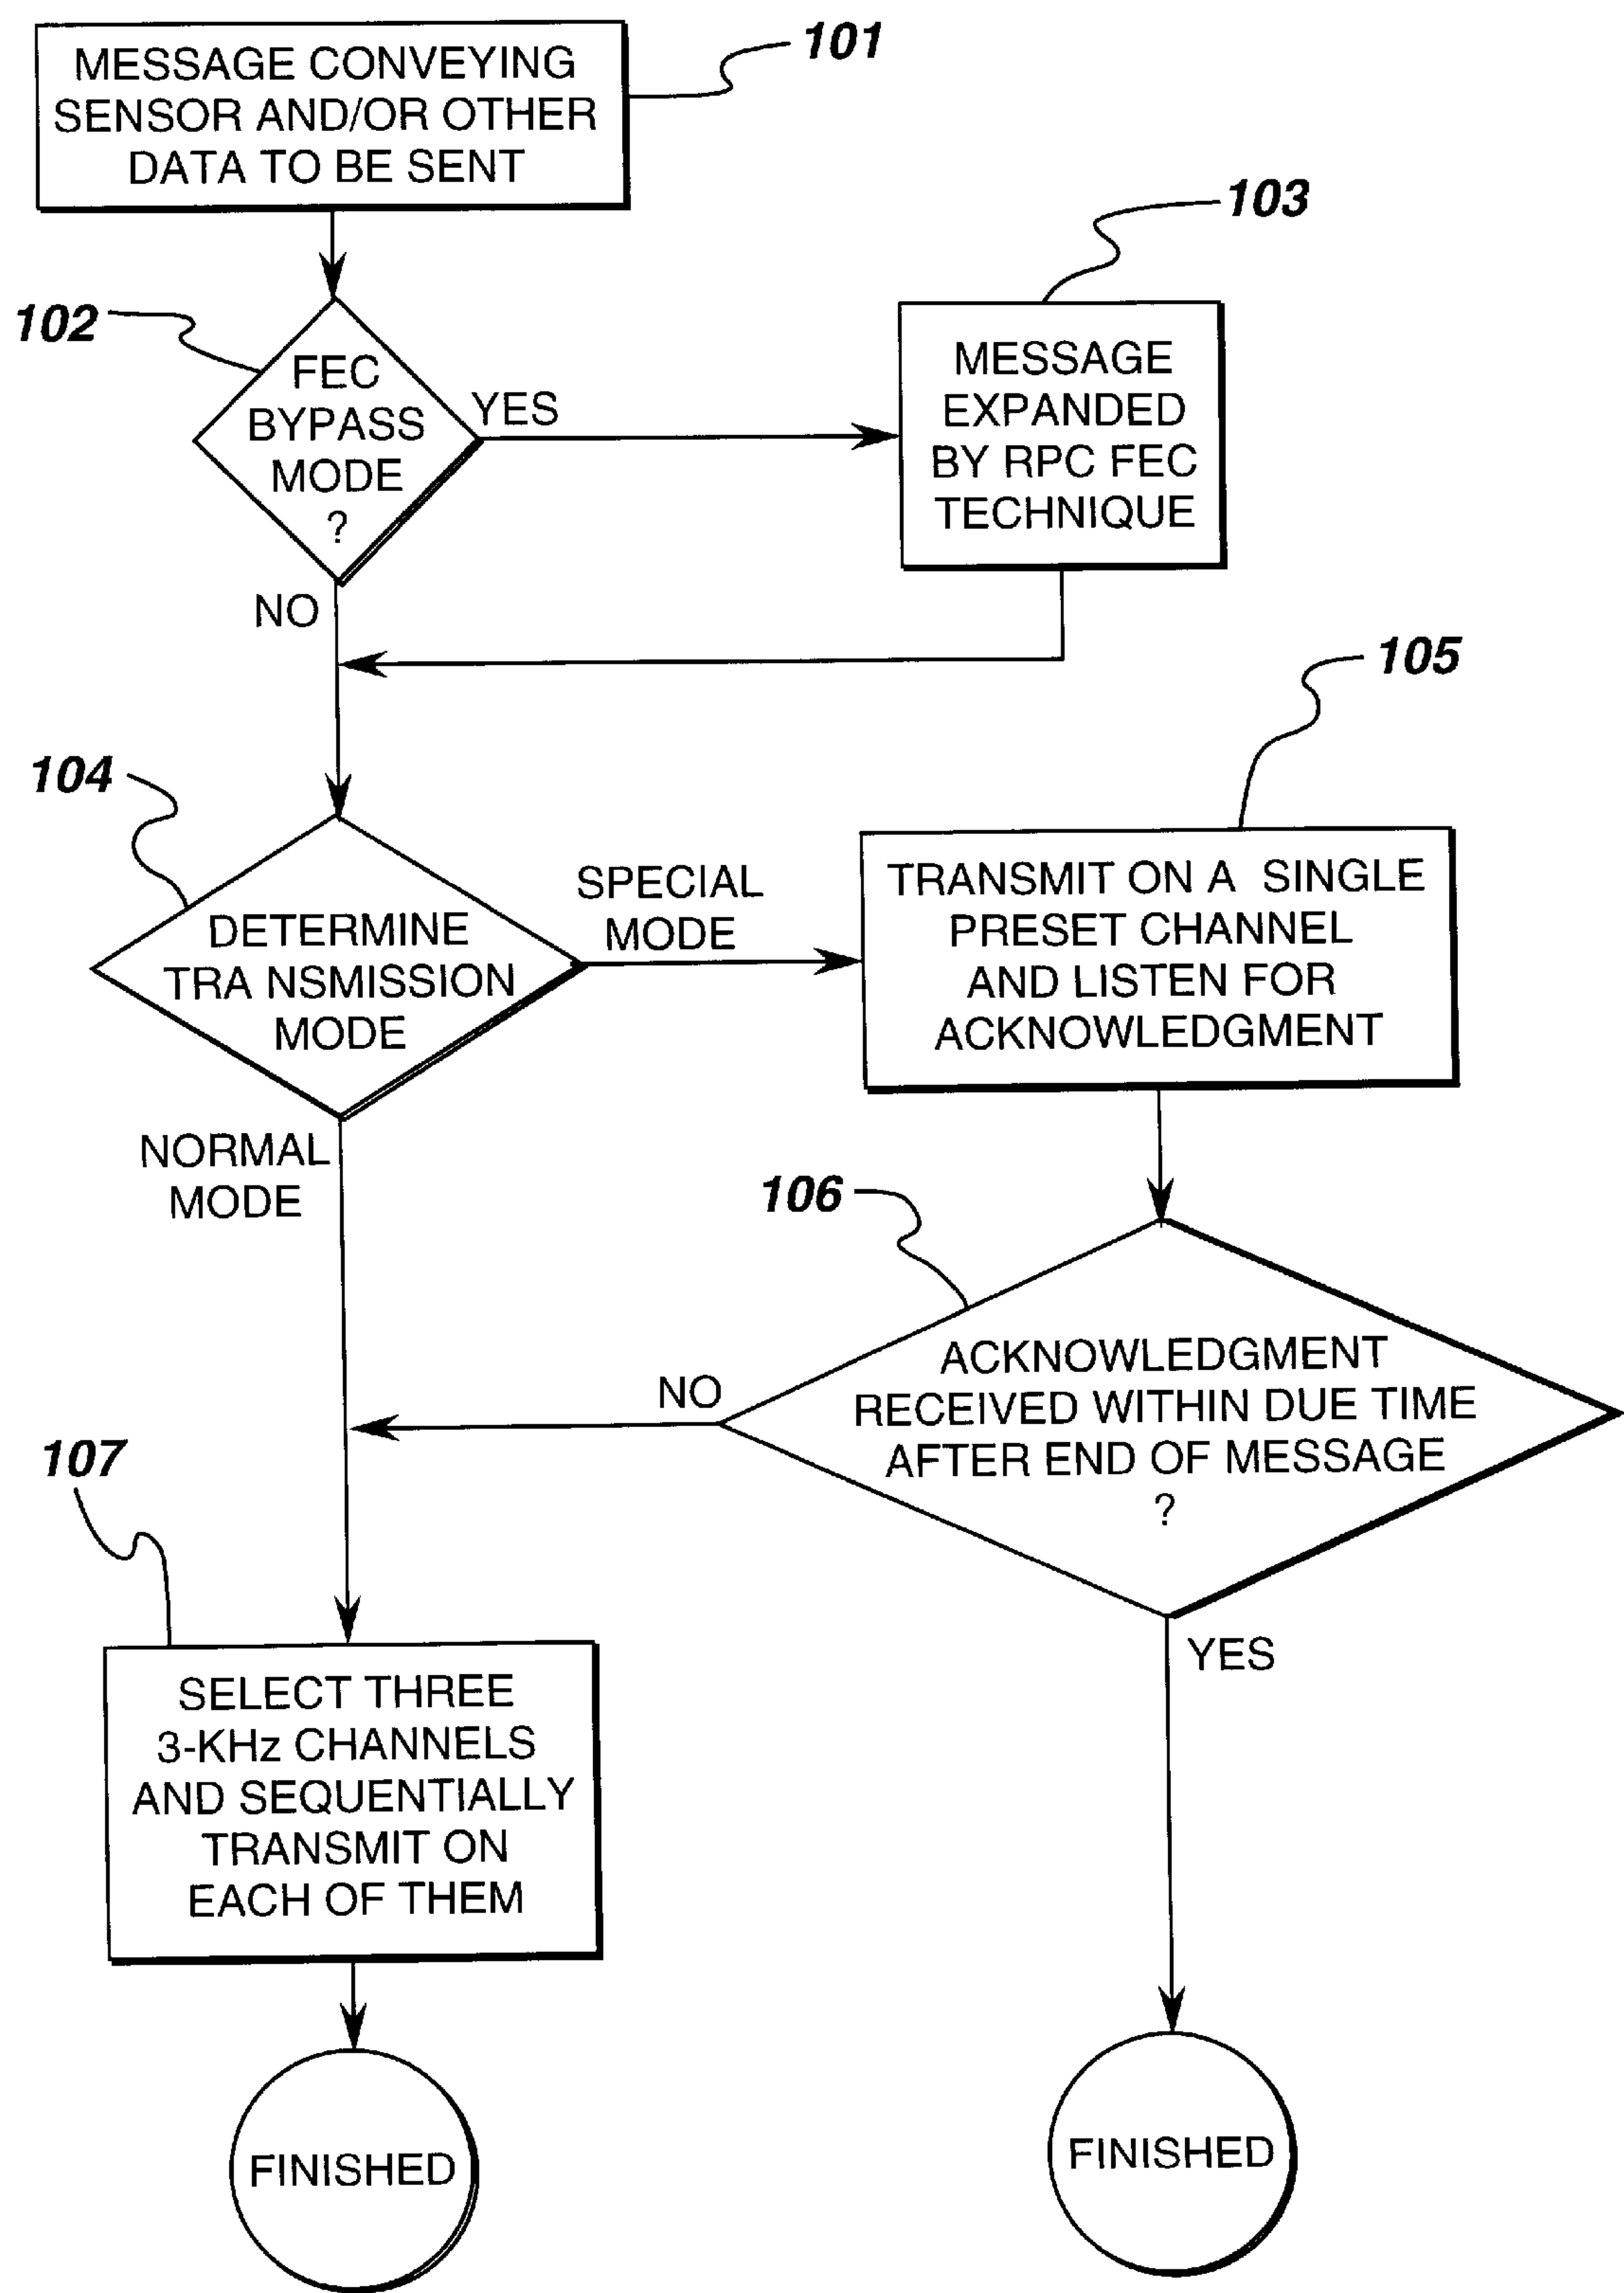 101
MESSAGE CONVEYING
SENSOR AND/OR OTHER
DATA TO BE SENT
102
FEC
BYPASS
MODE
?
YES
NO
103
MESSAGE
EXPANDED
BY RPC FEC
TECHNIQUE
104
DETERMINE
TRA NSMISSION
MODE
SPECIAL
MODE
NORMAL
MODE
105
TRANSMIT ON A SINGLE
PRESET CHANNEL
AND LISTEN FOR
ACKNOWLEDGMENT
106
ACKNOWLEDGMENT
RECEIVED WITHIN DUE TIME
AFTER END OF MESSAGE
?
NO
YES
107
SELECT THREE
3-KHz CHANNELS
AND SEQUENTIALLY
TRANSMIT ON
EACH OF THEM
FINISHED
FINISHED